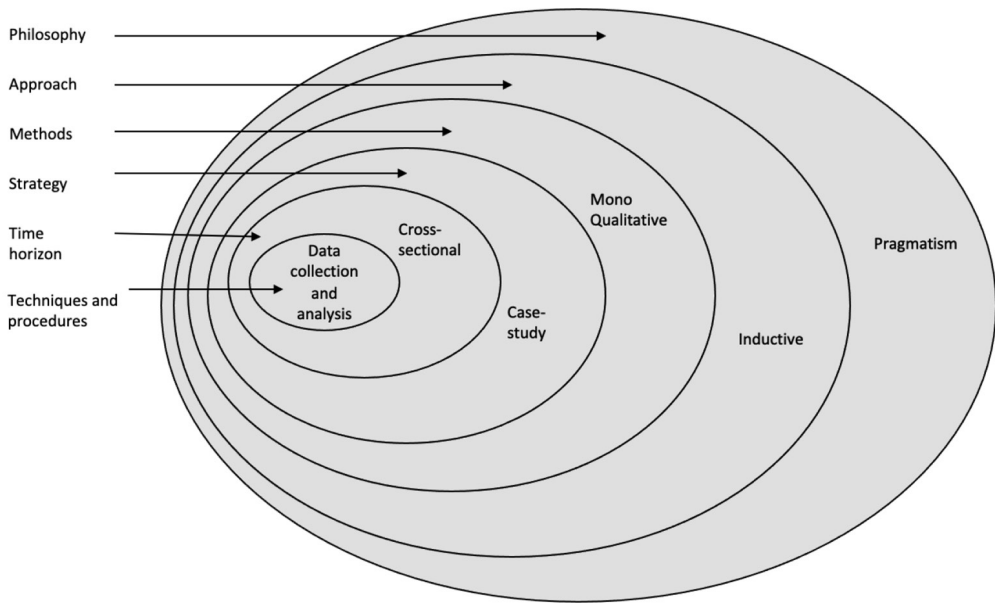 Philosophy
Approach
Methods
Strategy
Time
horizon
Techniques and
procedures
Data
collection
and
analysis
Cross-
sectional
Case-
study
Mono
Qualitative
Inductive
Pragmatism